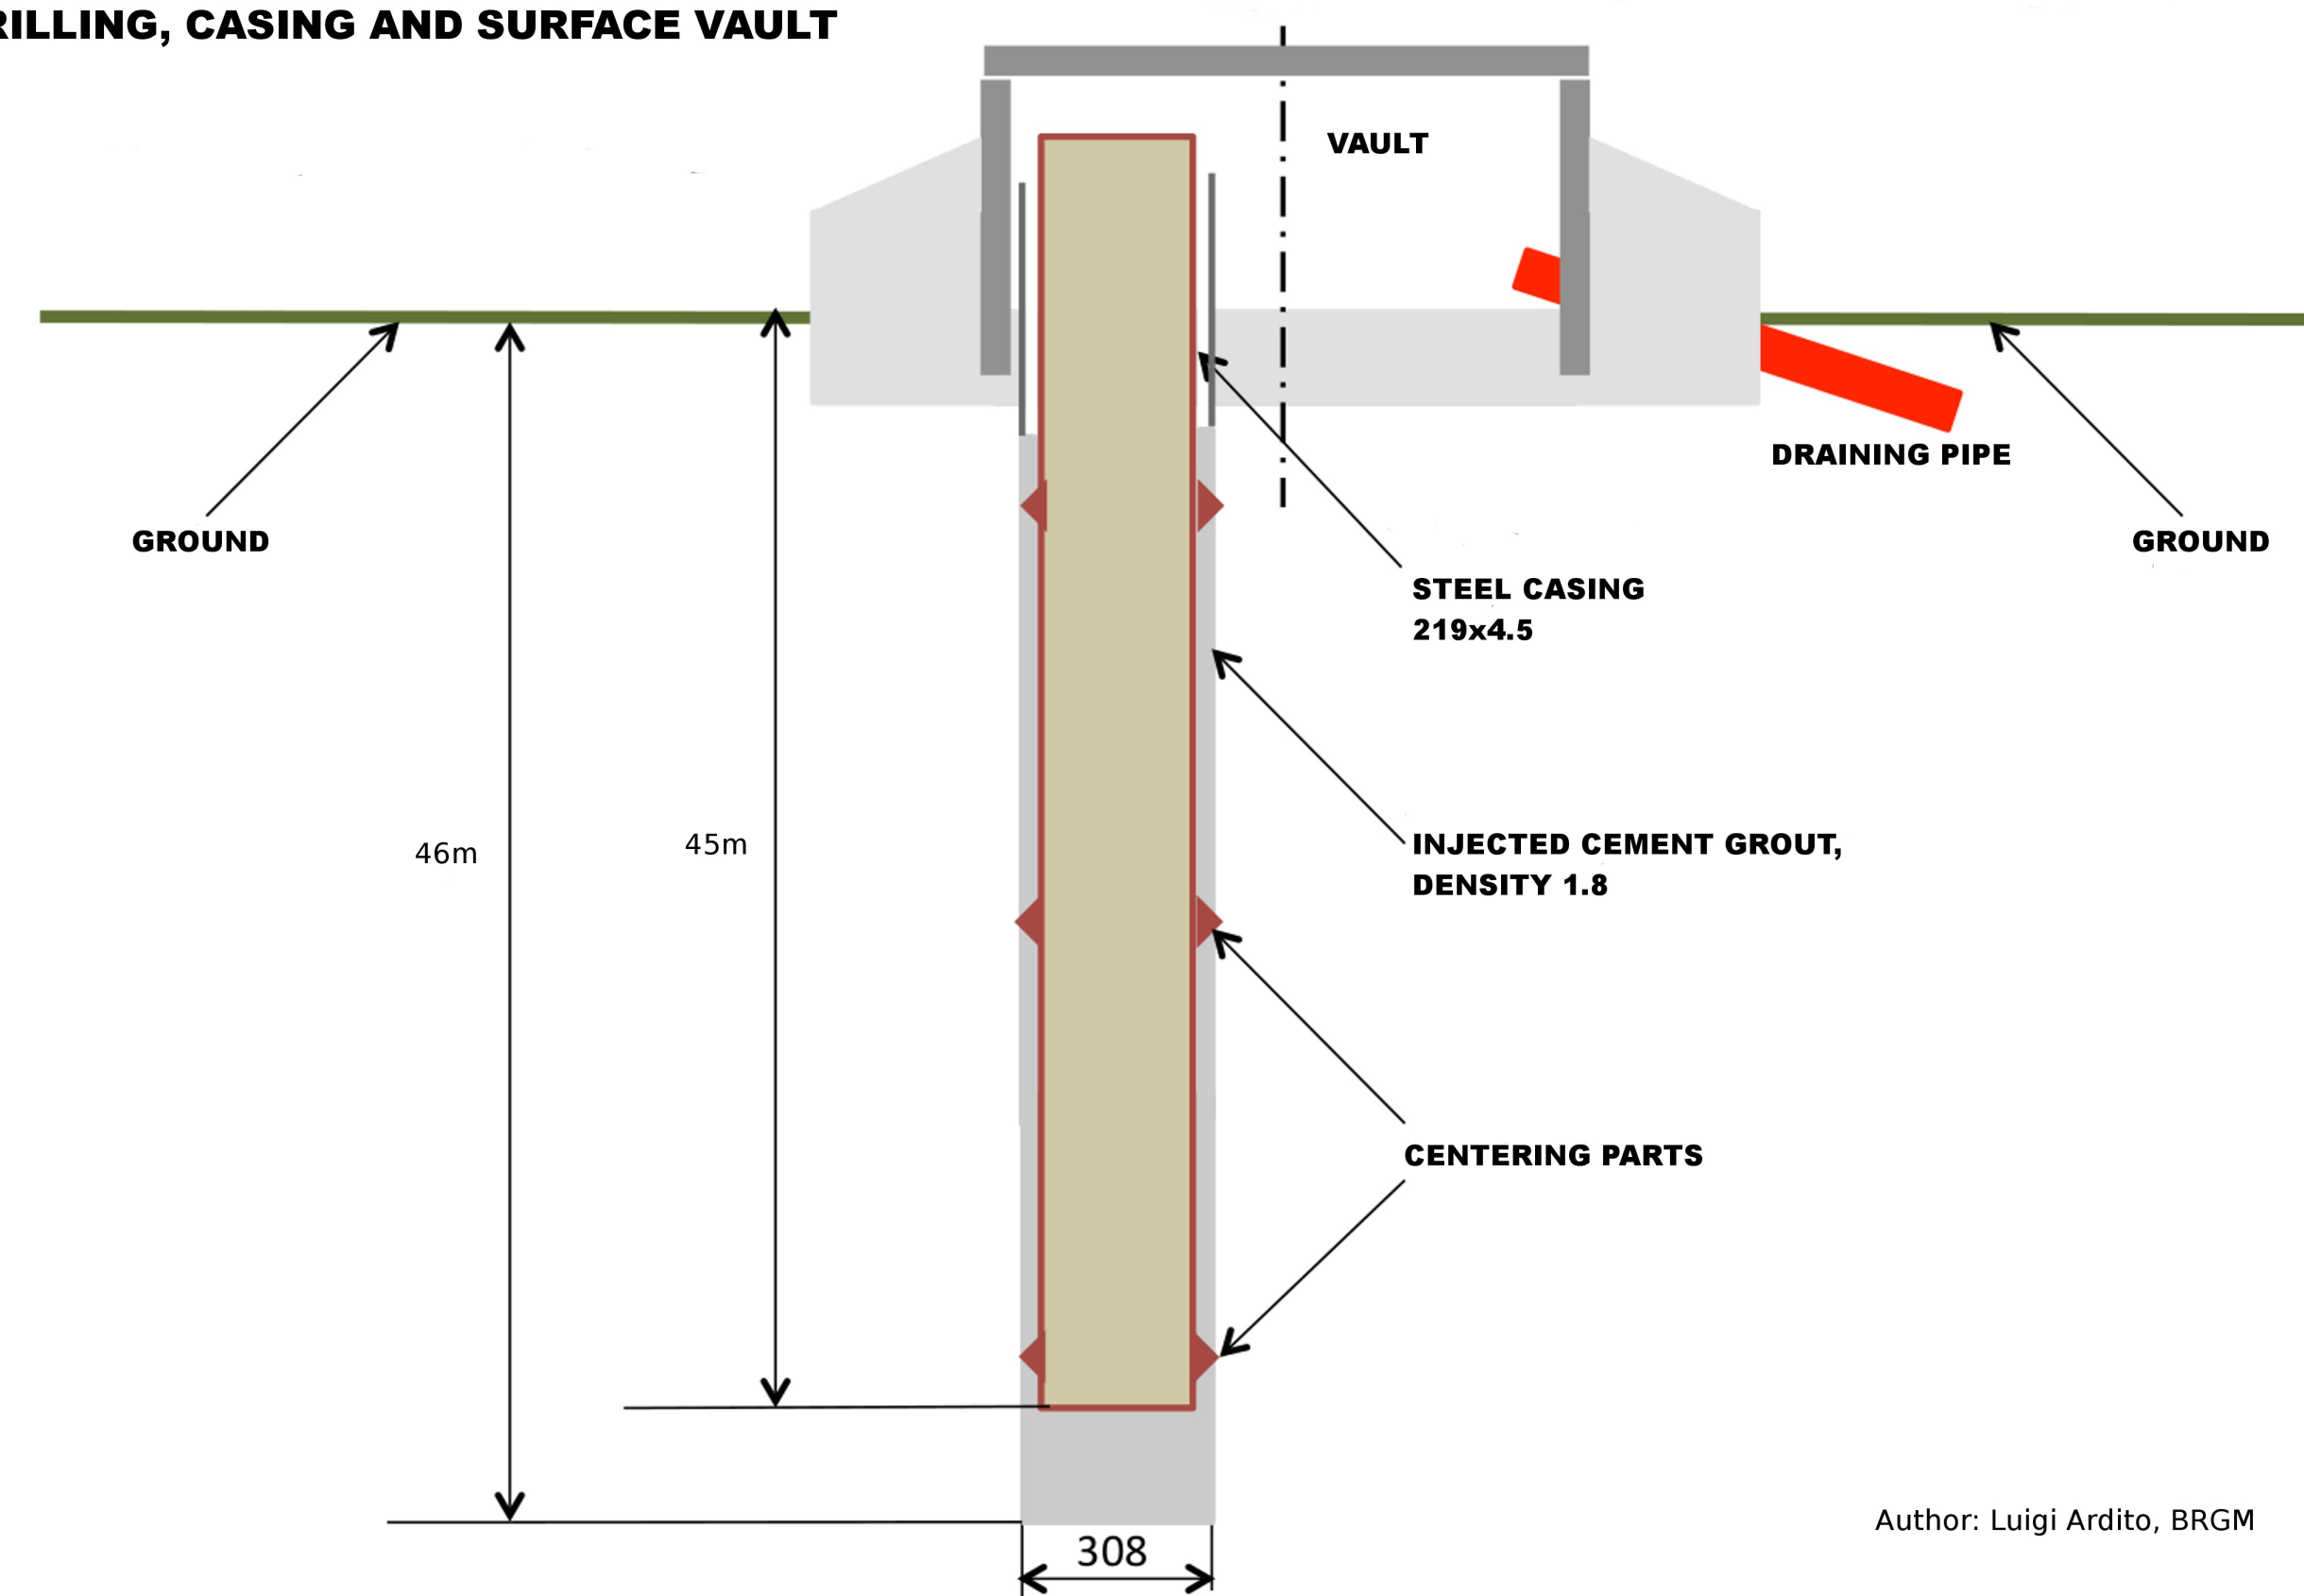 RILLING, CASING AND SURFACE VAULT
VAULT
DRAINING PIPE
GROUND
GROUND
STEEL CASING
219x4.5
46m
45m
INJECTED CEMENT GROUT,
DENSITY 1.8
CENTERING PARTS
Author: Luigi Ardito, BRGM
308